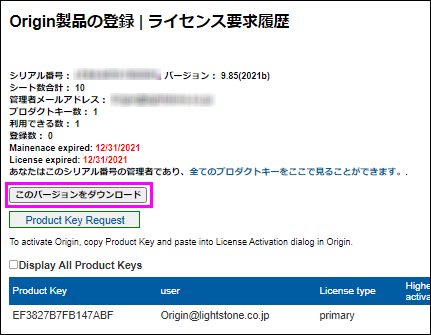 Origin製品の登録 | ライセンス要求履歴
シリアル番号： , バージョン： 9.85(2021b)
シート数合計： 10
管理者メールアドレス：
プロダクトキー数： 1
利用できる数： 1
登録数： 0
Mainenace expired: 12/31/2021
License expired: 12/31/2021
あなたはこのシリアル番号の管理者であり、全てのプロダクトキーをここで見ることができます。.
このバージョンをダウンロード
Product Key Request
To activate Origin, copy Product Key and paste into License Activation dialog in Origin.
Display All Product Keys
Product Key user License type Highe
activa
EF3827B7FB147ABF Origin@lightstone.co.jp primary